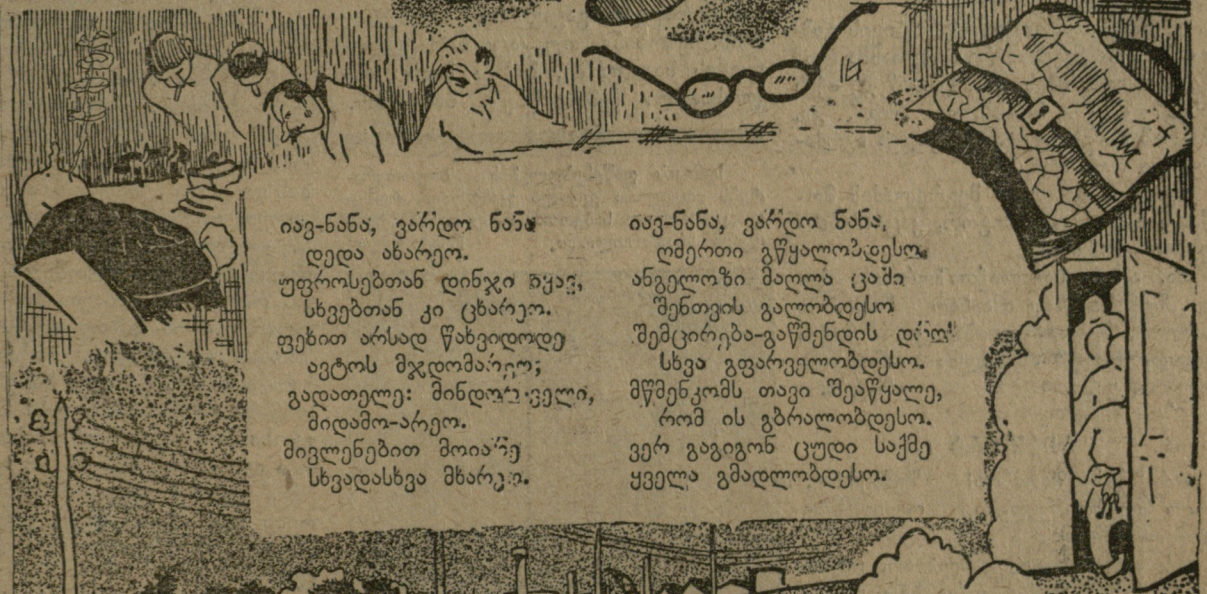 იავ-ნანა, ვარდო ნანა
დედა ახარეო.
უფროსებთან დინჯი იყავ,
სხვებთან კი ცხარეო.
ფეხით არსად წახვიდოდე
ავტოს მჯდომარეო;
გადათელე: მინდორ-ველი,
მიდამო-არეო.
მივლენებით მოიარე
სხვადასხვა მხარეო.
იავ-ნანა, ვარდო ნანა,
ღმერთი გწყალობდესო,
ანგელოზი მაღლა ცაში
შენთვის გალობდესო
შემცირება-გაწმენდის დროს
სხვა გფარველობდესო.
მწმენკომს თავი შეაწყალე,
რომ ის გბრალობდესო.
ვერ გაგიგონ ცუდი საქმე
ყველა გმადლობდესო.